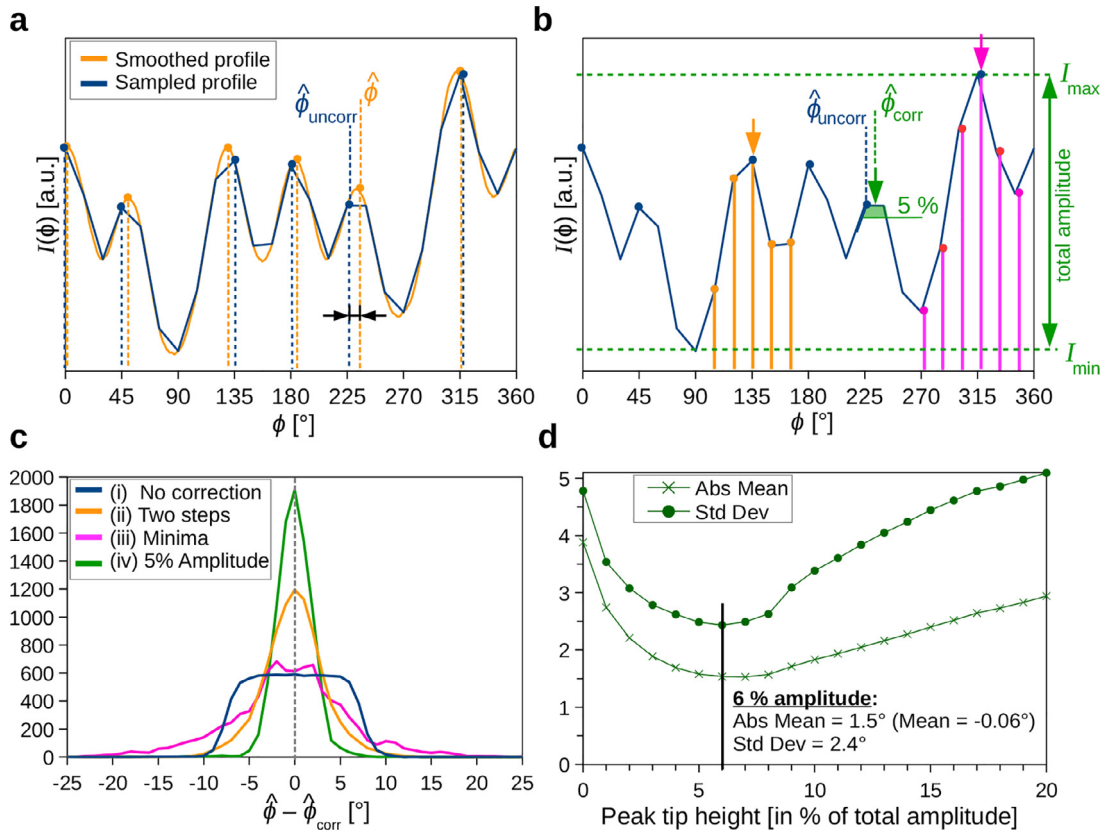 a
Smoothed profile
Sampled profile
ϕ̂uncorr
ϕ̂
I(ϕ) [a.u.]
0 45 90 135 180 225 270 315 360
ϕ [°]
b
ϕ̂uncorr
ϕ̂corr
5 %
Imax
total amplitude
Imin
I(ϕ) [a.u.]
0 45 90 135 180 225 270 315 360
ϕ [°]
c
2000
1800
1600
1400
1200
1000
800
600
400
200
0
(i) No correction
(ii) Two steps
(iii) Minima
(iv) 5% Amplitude
-25 -20 -15 -10 -5 0 5 10 15 20 25
ϕ̂ – ϕ̂corr [°]
d
5
4
3
2
1
0
Abs Mean
Std Dev
6 % amplitude:
Abs Mean = 1.5° (Mean = -0.06°)
Std Dev = 2.4°
0 5 10 15 20
Peak tip height [in % of total amplitude]